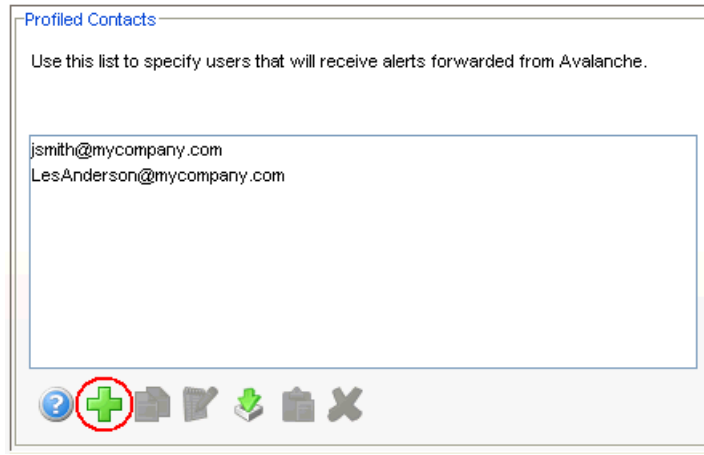 Profiled Contacts
Use this list to specify users that will receive alerts forwarded from Avalanche.
jsmith@mycompany.com
LesAnderson@mycompany.com